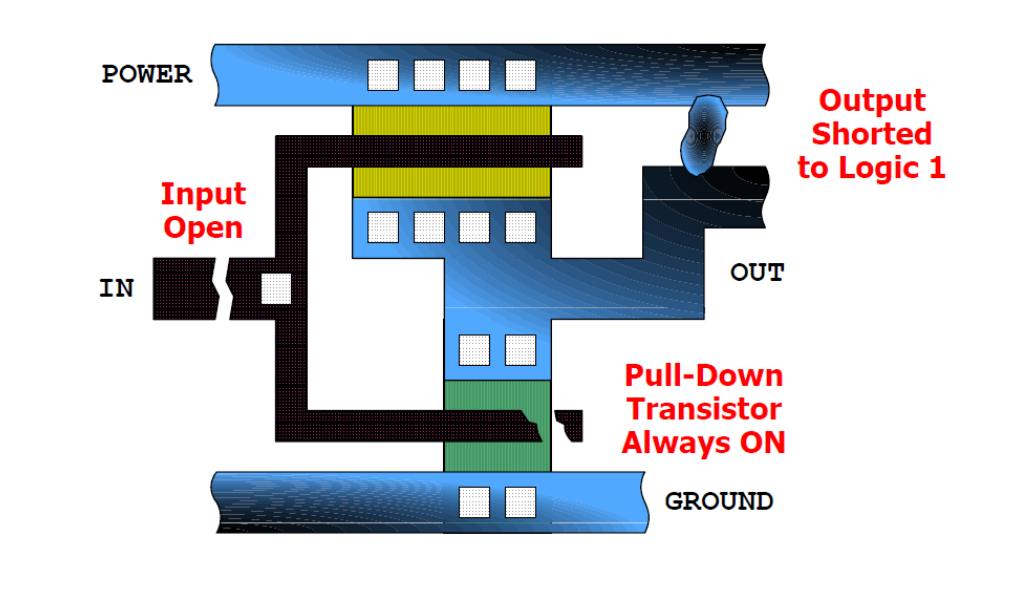 POWER
Output
Shorted
to Logic 1
Input
Open
IN
OUT
Pull-Down
Transistor
Always ON
GROUND